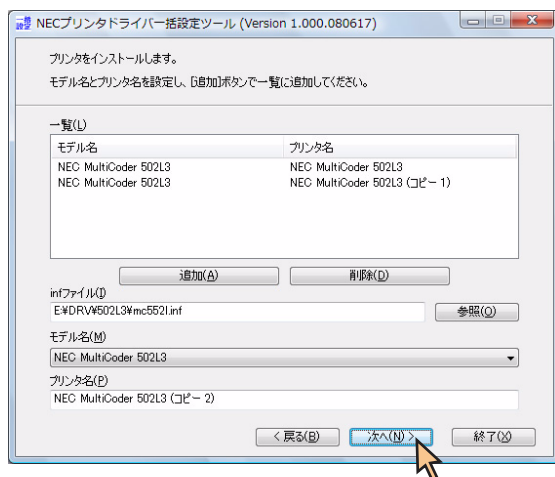 NECプリンタドライバー括設定ツール (Version 1.000.080617)
プリンタをインストールします。
モデル名とプリンタ名を設定し、[追加]ボタンで一覧に追加してください。
一覧(L)
モデル名 プリンタ名
NEC MultiCoder 502L3 NEC MultiCoder 502L3
NEC MultiCoder 502L3 NEC MultiCoder 502L3 (コピー 1)
追加(A) 削除(D)
infファイル(I)
E:¥DRV¥502L3¥mc552l.inf 参照(O)
モデル名(M)
NEC MultiCoder 502L3
プリンタ名(P)
NEC MultiCoder 502L3 (コピー 2)
< 戻る(B) 次へ(N) > 終了(X)